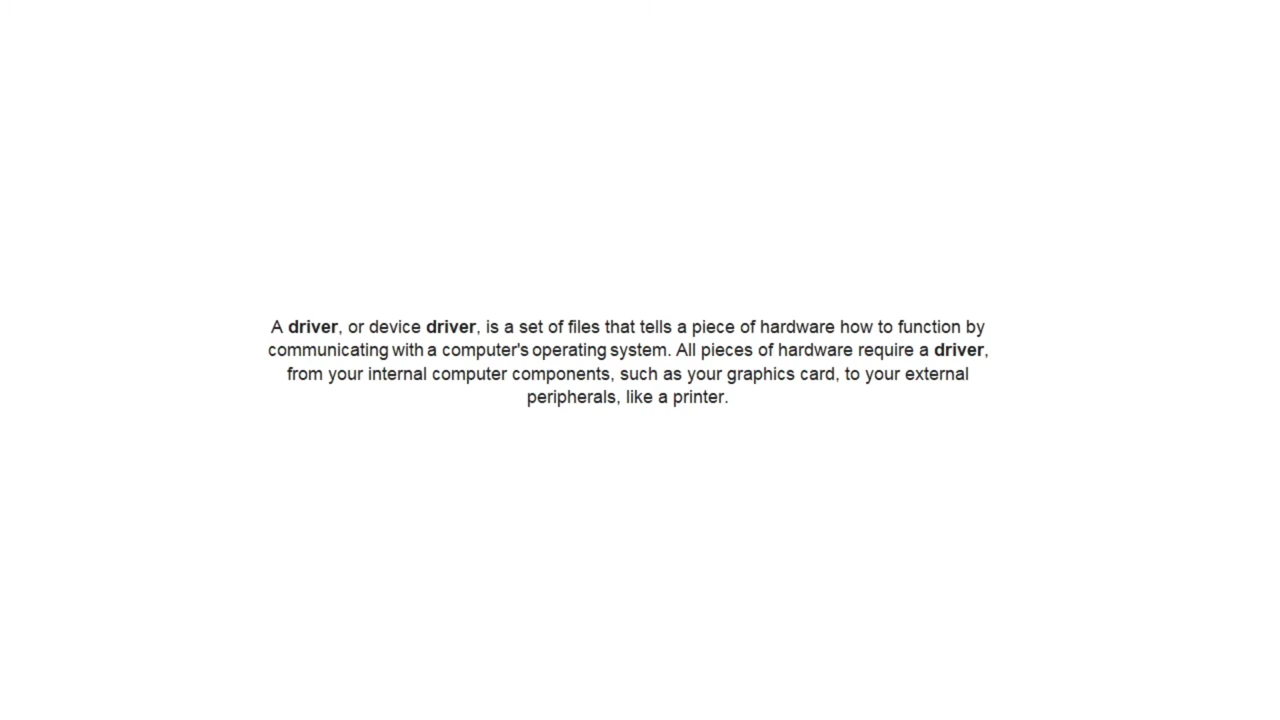 A driver, or device driver, is a set of files that tells a piece of hardware how to function by
communicating with a computer's operating system. All pieces of hardware require a driver,
from your internal computer components, such as your graphics card, to your external
peripherals, like a printer.